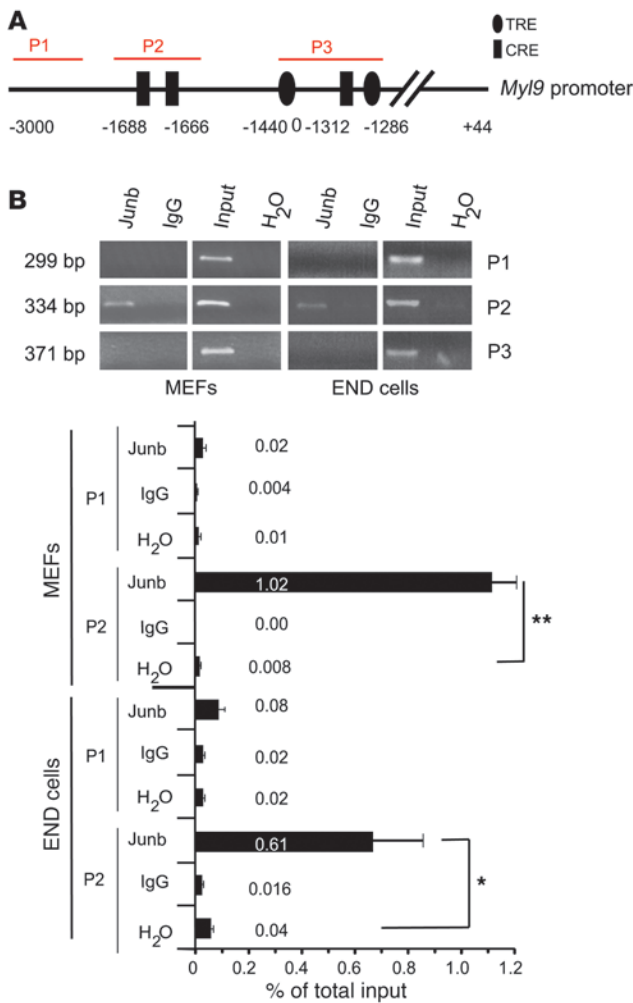 A
P1 P2 P3
TRE
CRE
Myl9 promoter
-3000 -1688 -1666 -1440 0 -1312 -1286 +44
B
Junb IgG Input H2O Junb IgG Input H2O
299 bp P1
334 bp P2
371 bp P3
MEFs END cells
MEFs
P1
Junb 0.02
IgG 0.004
H2O 0.01
P2
Junb 1.02
IgG 0.00
H2O 0.008
**
END cells
P1
Junb 0.08
IgG 0.02
H2O 0.02
P2
Junb 0.61
IgG 0.016
H2O 0.04
*
0 0.2 0.4 0.6 0.8 1.0 1.2
% of total input